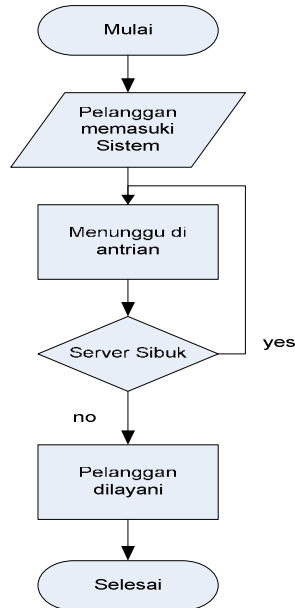 Mulai
Pelanggan
memasuki
Sistem
Menunggu di
antrian
Server Sibuk
yes
no
Pelanggan
dilayani
Selesai